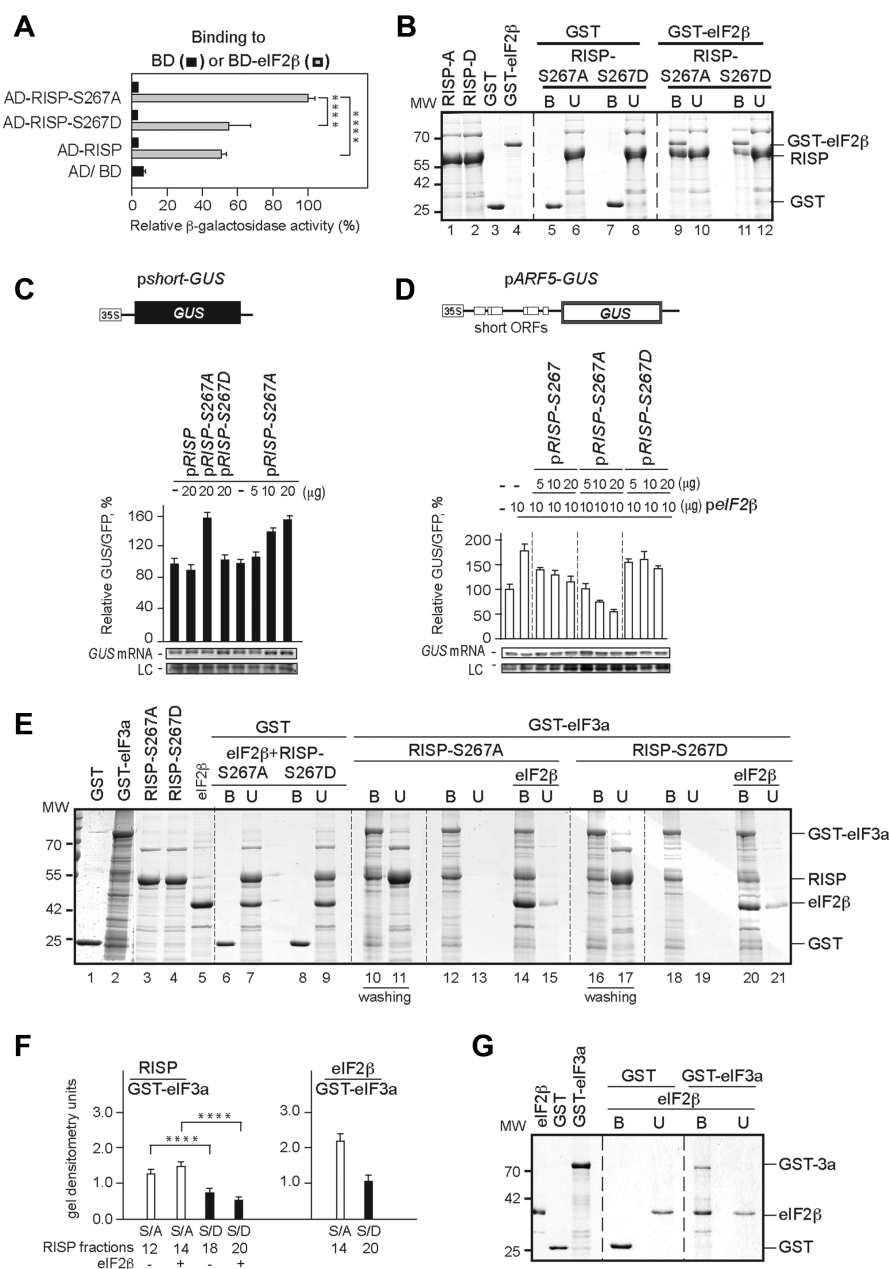 A
Binding to
BD (■) or BD-eIF2β (□)
AD-RISP-S267A
AD-RISP-S267D
AD-RISP
AD/ BD
****
****
0 20 40 60 80 100
Relative β-galactosidase activity (%)
B
GST GST-eIF2β
RISP- RISP-
RISP-A RISP-D GST GST-eIF2β S267A S267D S267A S267D
MW B U B U B U B U
70
55
42
25
GST-eIF2β
RISP
GST
1 2 3 4 5 6 7 8 9 10 11 12
C
pshort-GUS
35S GUS
pRISP pRISP-S267A pRISP-S267D pRISP-S267A
- 20 20 20 - 5 10 20 (μg)
Relative GUS/GFP, %
160
120
80
40
0
GUS mRNA -
LC -
D
pARF5-GUS
35S GUS
short ORFs
pRISP-S267 pRISP-S267A pRISP-S267D
- - 5 10 20 5 10 20 5 10 20 (μg)
- 10 10 10 10 10 10 10 10 10 10 (μg) peIF2β
Relative GUS/GFP, %
200
150
100
50
0
GUS mRNA -
LC -
E
GST GST-eIF3a
eIF2β+RISP- RISP-S267A RISP-S267D
GST GST-eIF3a RISP-S267A RISP-S267D eIF2β S267A S267D eIF2β eIF2β
MW B U B U B U B U B U B U B U B U
70
55
42
25
GST-eIF3a
RISP
eIF2β
GST
1 2 3 4 5 6 7 8 9 10 11 12 13 14 15 16 17 18 19 20 21
washing washing
F
RISP
GST-eIF3a
eIF2β
GST-eIF3a
gel densitometry units
3.0
2.0
1.0
0.0
****
****
3.0
2.0
1.0
S/A S/A S/D S/D S/A S/D
RISP fractions 12 14 18 20 14 20
eIF2β - + - +
G
GST GST-eIF3a
eIF2β
eIF2β GST GST-eIF3a
MW B U B U
70
42
25
GST-3a
eIF2β
GST